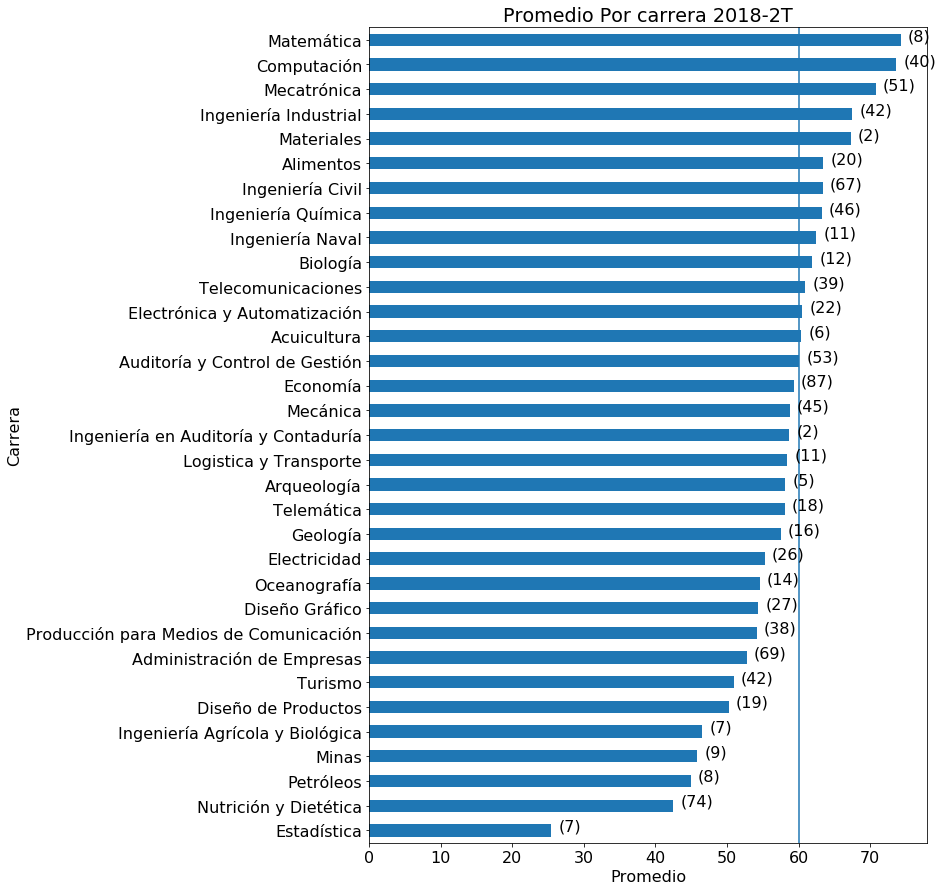 Promedio Por carrera 2018-2T
Matemática (8)
Computación (40)
Mecatrónica (51)
Ingeniería Industrial (42)
Materiales (2)
Alimentos (20)
Ingeniería Civil (67)
Ingeniería Química (46)
Ingeniería Naval (11)
Biología (12)
Telecomunicaciones (39)
Electrónica y Automatización (22)
Acuicultura (6)
Auditoría y Control de Gestión (53)
Economía (87)
Mecánica (45)
Ingeniería en Auditoría y Contaduría (2)
Logistica y Transporte (11)
Arqueología (5)
Telemática (18)
Geología (16)
Electricidad (26)
Oceanografía (14)
Diseño Gráfico (27)
Producción para Medios de Comunicación (38)
Administración de Empresas (69)
Turismo (42)
Diseño de Productos (19)
Ingeniería Agrícola y Biológica (7)
Minas (9)
Petróleos (8)
Nutrición y Dietética (74)
Estadística (7)
Carrera
0 10 20 30 40 50 60 70
Promedio